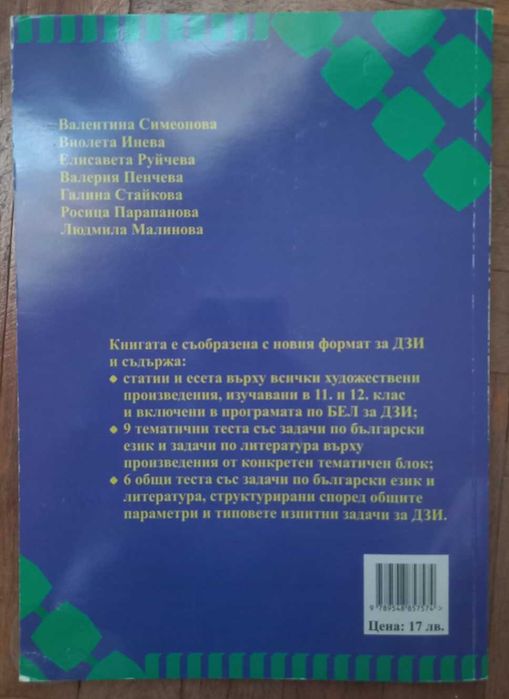 Валентина Симеонова
Виолета Инева
Елисавета Руйчева
Валерия Пенчева
Галина Стайкова
Росица Парапанова
Людмила Малинова
Книгата е съобразена с новия формат за ДЗИ
и съдържа:
◆ статии и есета върху всички художествени
произведения, изучавани в 11. и 12. клас
и включени в програмата по БЕЛ за ДЗИ;
◆ 9 тематични теста със задачи по български
език и задачи по литература върху
произведения от конкретен тематичен блок;
◆ 6 общи теста със задачи по български език и
литература, структурирани според общите
параметри и типовете изпитни задачи за ДЗИ.
9 789548 857574 >
Цена: 17 лв.